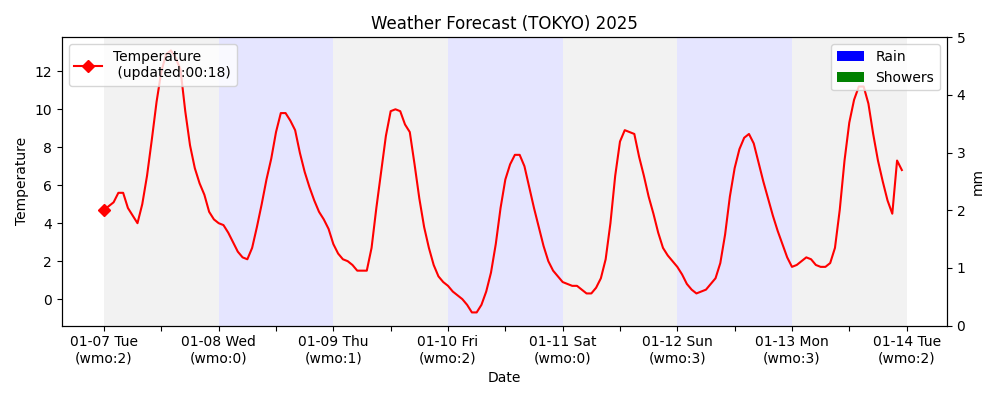 Weather Forecast (TOKYO) 2025
Temperature
(updated:00:18)
Rain
Showers
Temperature
12
10
8
6
4
2
0
5
4
3
2
1
0
mm
01-07 Tue
(wmo:2)
01-08 Wed
(wmo:0)
01-09 Thu
(wmo:1)
01-10 Fri
(wmo:2)
01-11 Sat
(wmo:0)
01-12 Sun
(wmo:3)
01-13 Mon
(wmo:3)
01-14 Tue
(wmo:2)
Date